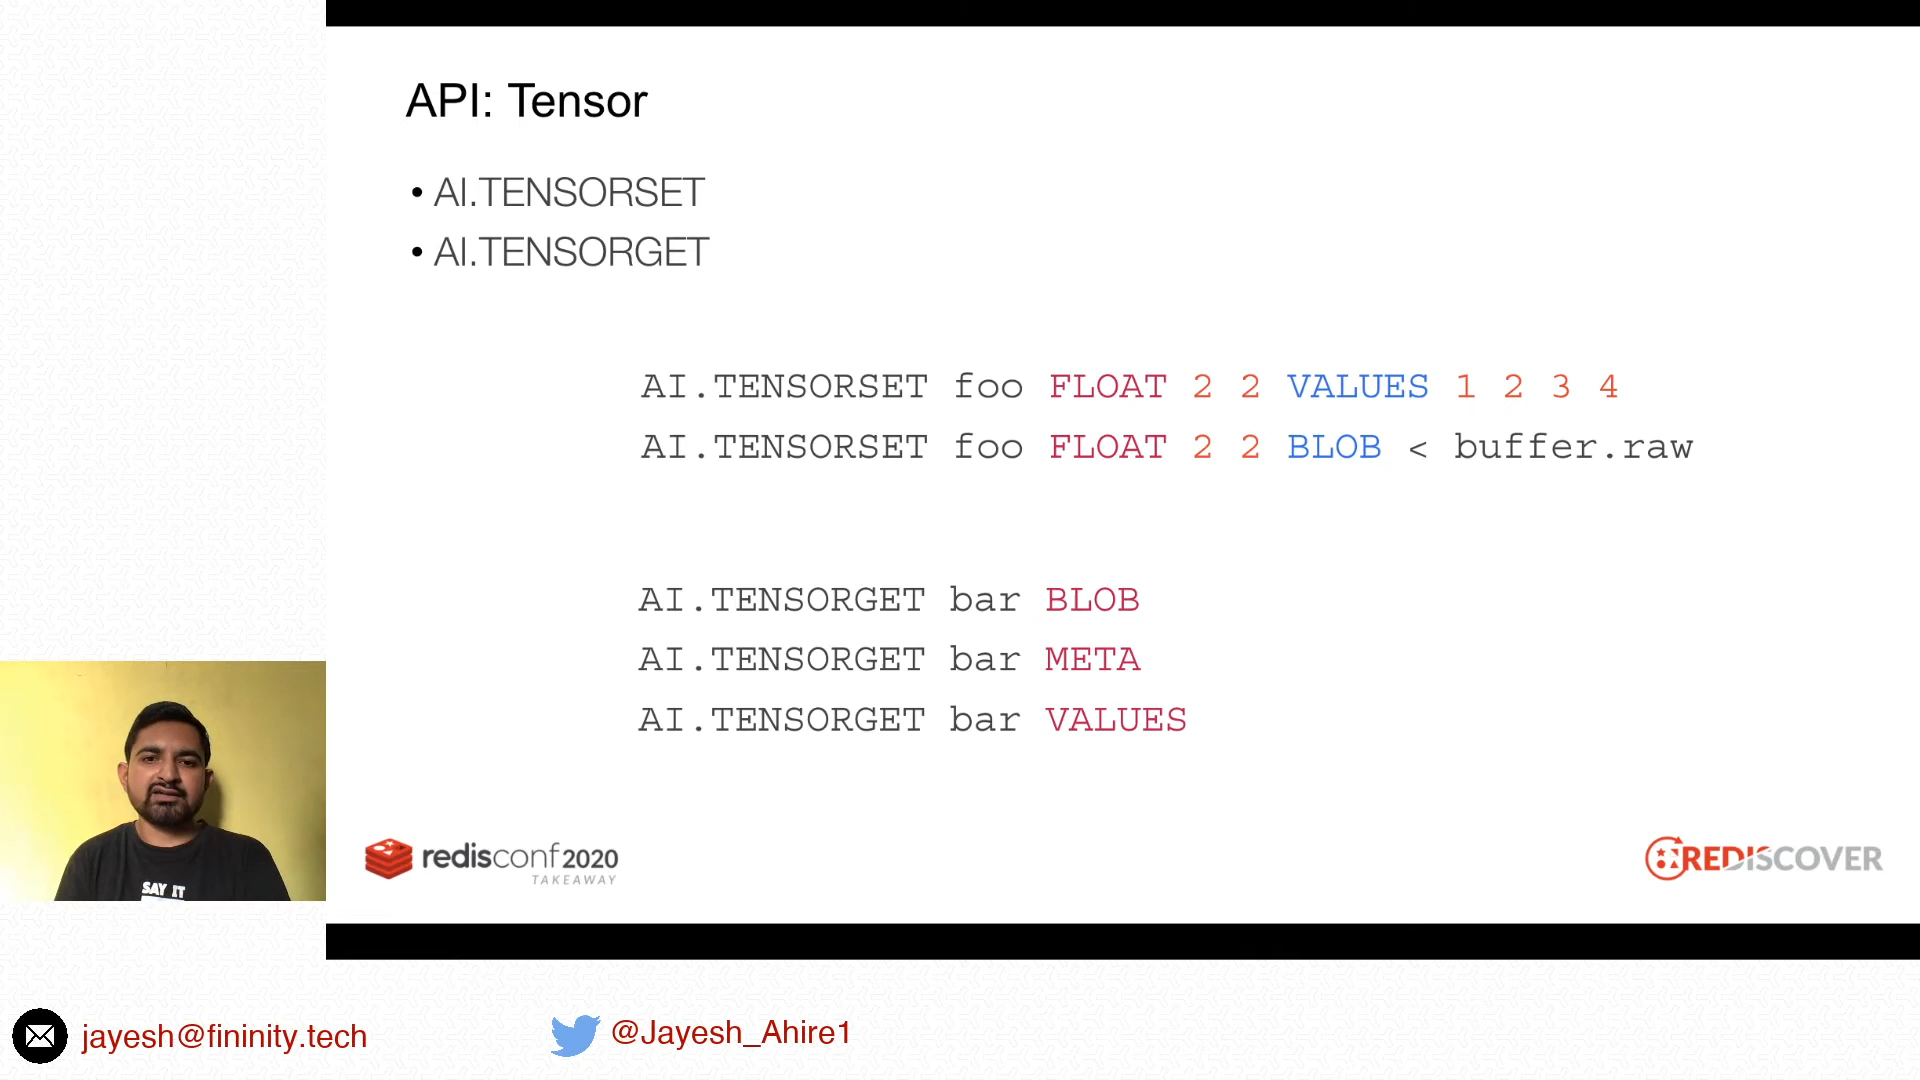 API: Tensor
• AI.TENSORSET
• AI.TENSORGET
AI.TENSORSET foo FLOAT 2 2 VALUES 1 2 3 4
AI.TENSORSET foo FLOAT 2 2 BLOB < buffer.raw
AI.TENSORGET bar BLOB
AI.TENSORGET bar META
AI.TENSORGET bar VALUES
SAY IT
redisconf 2020
TAKEAWAY
REDISCOVER
jayesh@fininity.tech
@Jayesh_Ahire1